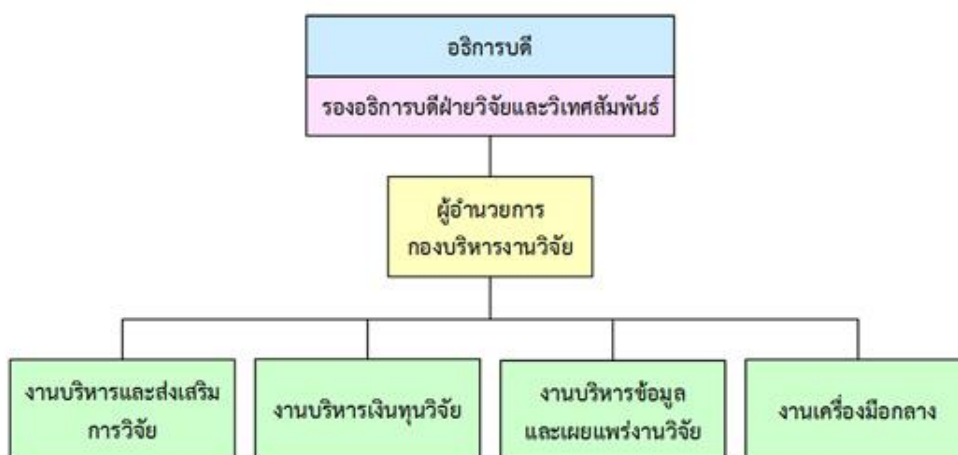 อธิการบดี
รองอธิการบดีฝ่ายวิจัยและวิเทศสัมพันธ์
ผู้อำนวยการ
กองบริหารงานวิจัย
งานบริหารและส่งเสริม
การวิจัย
งานบริหารเงินทุนวิจัย
งานบริหารข้อมูล
และเผยแพร่งานวิจัย
งานเครื่องมือกลาง